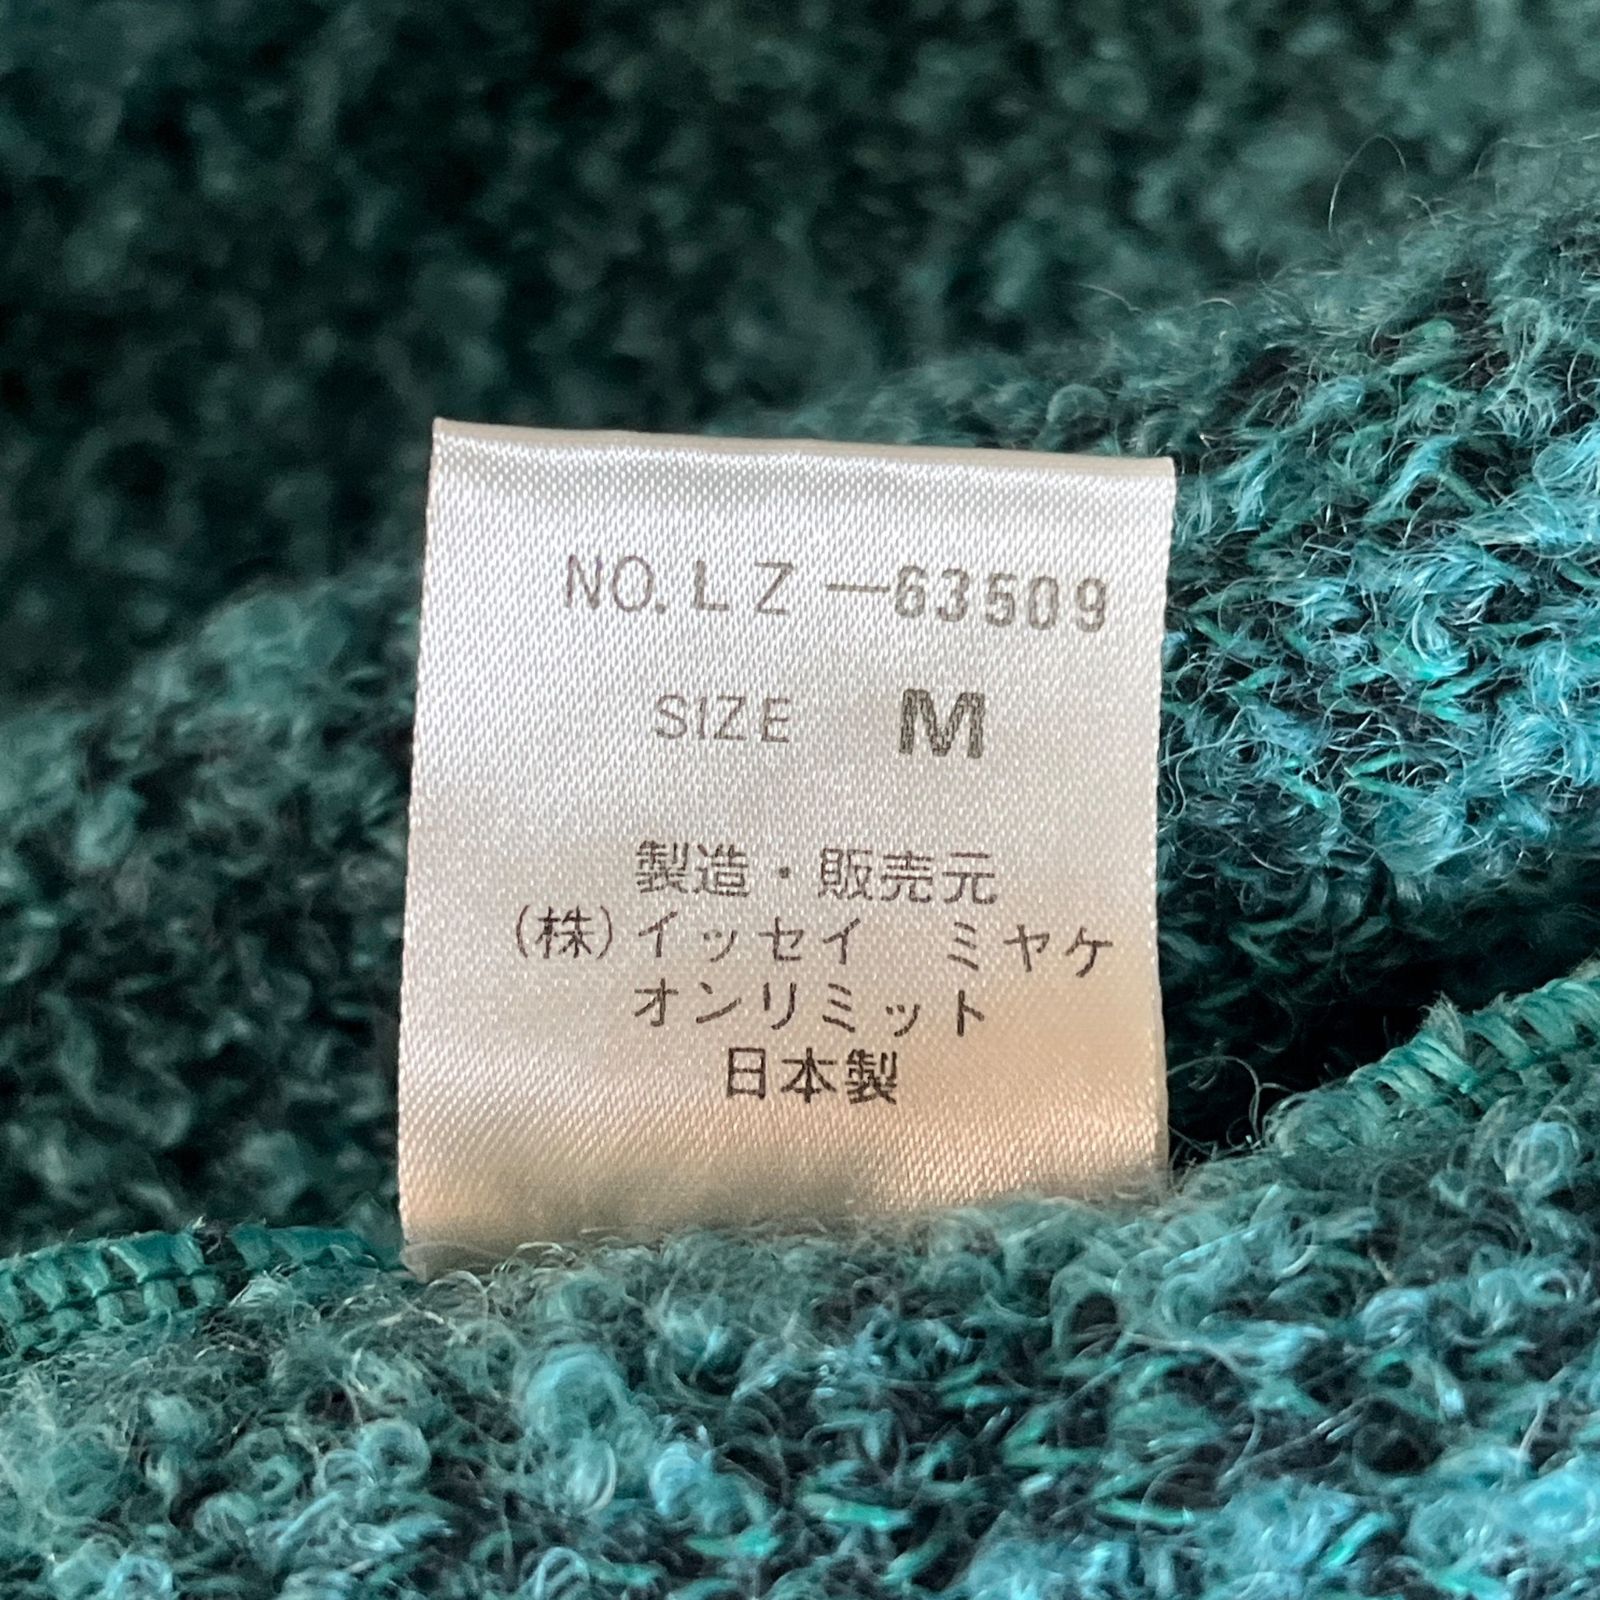 NO. LZ—63509
SIZE M
製造・販売元
(株)イッセイ ミヤケ
オンリミット
日本製